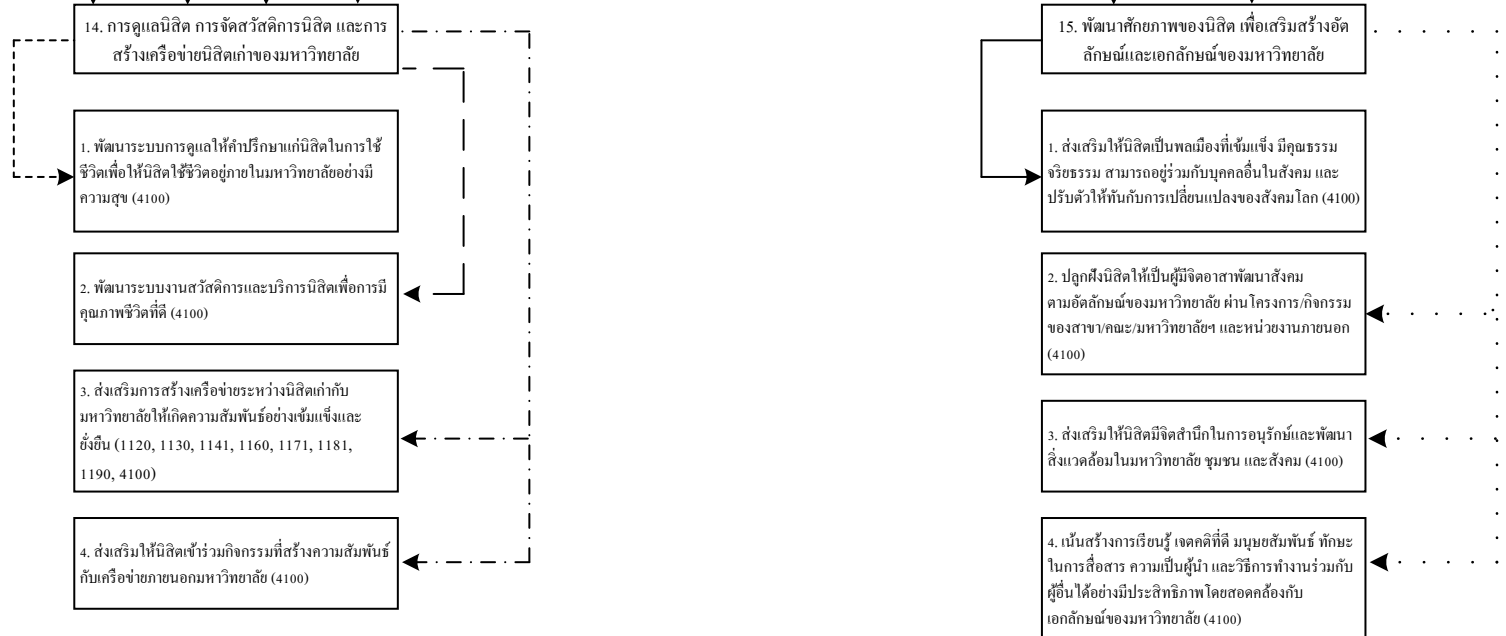 14. การดูแลนิสิต การจัดสวัสดิการนิสิต และการ
สร้างเครือข่ายนิสิตเก่าของมหาวิทยาลัย
1. พัฒนาระบบการดูแลให้คำปรึกษาแก่นิสิตในการใช้
ชีวิตเพื่อให้นิสิตใช้ชีวิตอยู่ภายในมหาวิทยาลัยอย่างมี
ความสุข (4100)
2. พัฒนาระบบงานสวัสดิการและบริการนิสิตเพื่อการมี
คุณภาพชีวิตที่ดี (4100)
3. ส่งเสริมการสร้างเครือข่ายระหว่างนิสิตเก่ากับ
มหาวิทยาลัยให้เกิดความสัมพันธ์อย่างเข้มแข็งและ
ยั่งยืน (1120, 1130, 1141, 1160, 1171, 1181,
1190, 4100)
4. ส่งเสริมให้นิสิตเข้าร่วมกิจกรรมที่สร้างความสัมพันธ์
กับเครือข่ายภายนอกมหาวิทยาลัย (4100)
15. พัฒนาศักยภาพของนิสิต เพื่อเสริมสร้างอัต
ลักษณ์และเอกลักษณ์ของมหาวิทยาลัย
1. ส่งเสริมให้นิสิตเป็นพลเมืองที่เข้มแข็ง มีคุณธรรม
จริยธรรม สามารถอยู่ร่วมกับบุคคลอื่นในสังคม และ
ปรับตัวให้ทันกับการเปลี่ยนแปลงของสังคมโลก (4100)
2. ปลูกฝังนิสิตให้เป็นผู้มีจิตอาสาพัฒนาสังคม
ตามอัตลักษณ์ของมหาวิทยาลัย ผ่านโครงการ/กิจกรรม
ของสาขา/คณะ/มหาวิทยาลัยฯ และหน่วยงานภายนอก
(4100)
3. ส่งเสริมให้นิสิตมีจิตสำนึกในการอนุรักษ์และพัฒนา
สิ่งแวดล้อมในมหาวิทยาลัย ชุมชน และสังคม (4100)
4. เน้นสร้างการเรียนรู้ เจตคติที่ดี มนุษยสัมพันธ์ ทักษะ
ในการสื่อสาร ความเป็นผู้นำ และวิธีการทำงานร่วมกับ
ผู้อื่นได้อย่างมีประสิทธิภาพโดยสอดคล้องกับ
เอกลักษณ์ของมหาวิทยาลัย (4100)